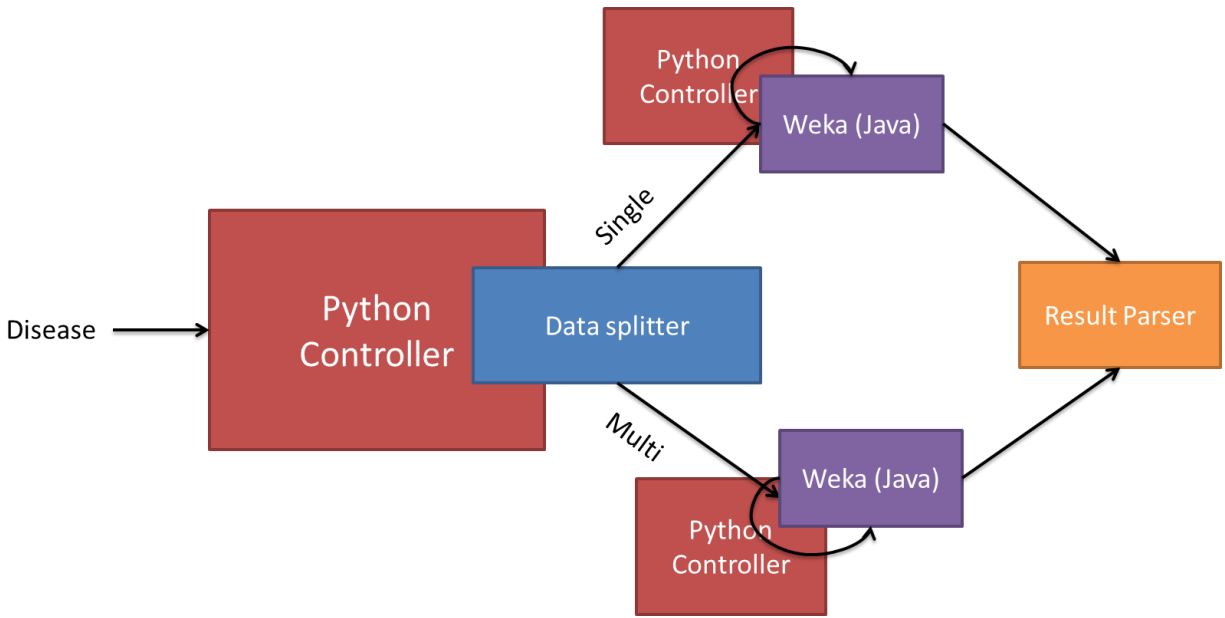 Python
Controller
Weka (Java)
Single
Disease
Python
Controller
Data splitter
Result Parser
Multi
Weka (Java)
Python
Controller